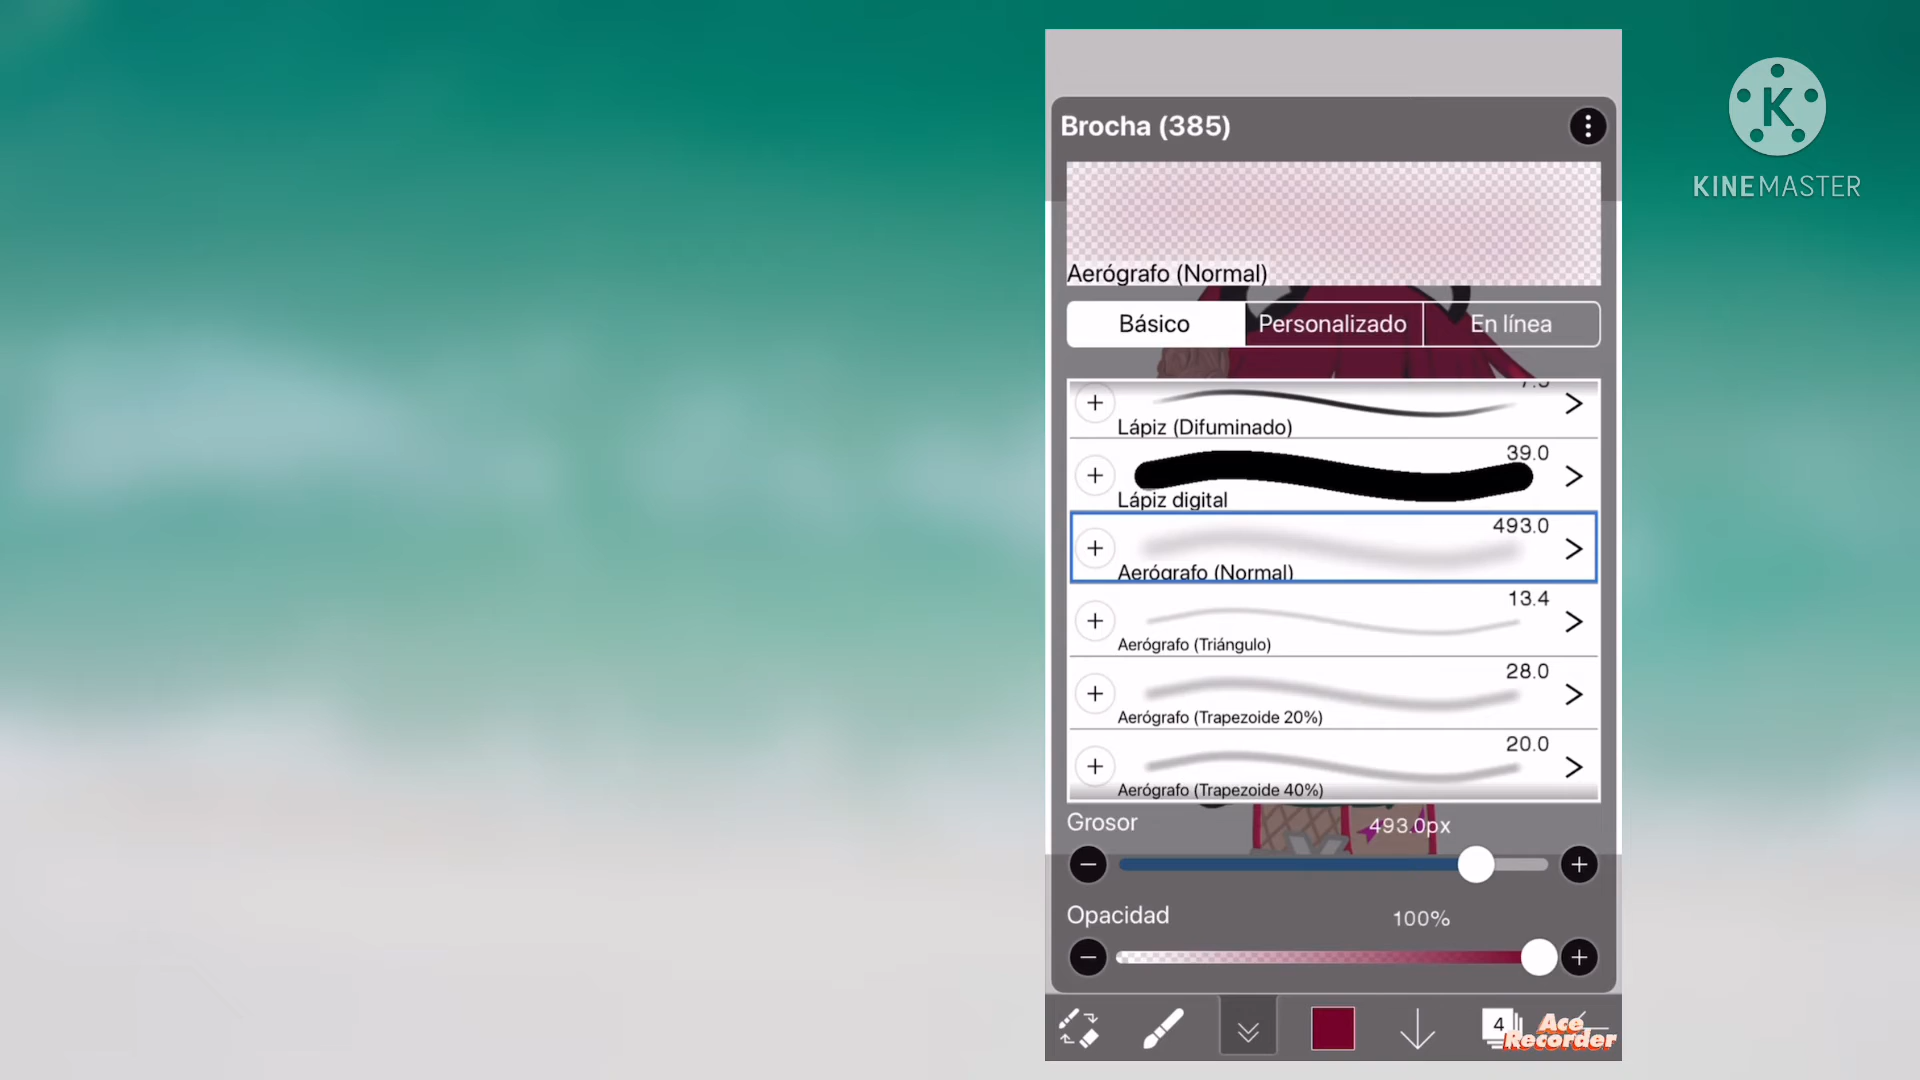 Brocha (385)
K
KINEMASTER
Aerógrafo (Normal)
Básico
Personalizado
En línea
7.5
Lápiz (Difuminado)
39.0
Lápiz digital
493.0
Aerógrafo (Normal)
13.4
Aerógrafo (Triángulo)
28.0
Aerógrafo (Trapezoide 20%)
20.0
Aerógrafo (Trapezoide 40%)
Grosor
493.0px
Opacidad
100%
4
Ace
Recorder